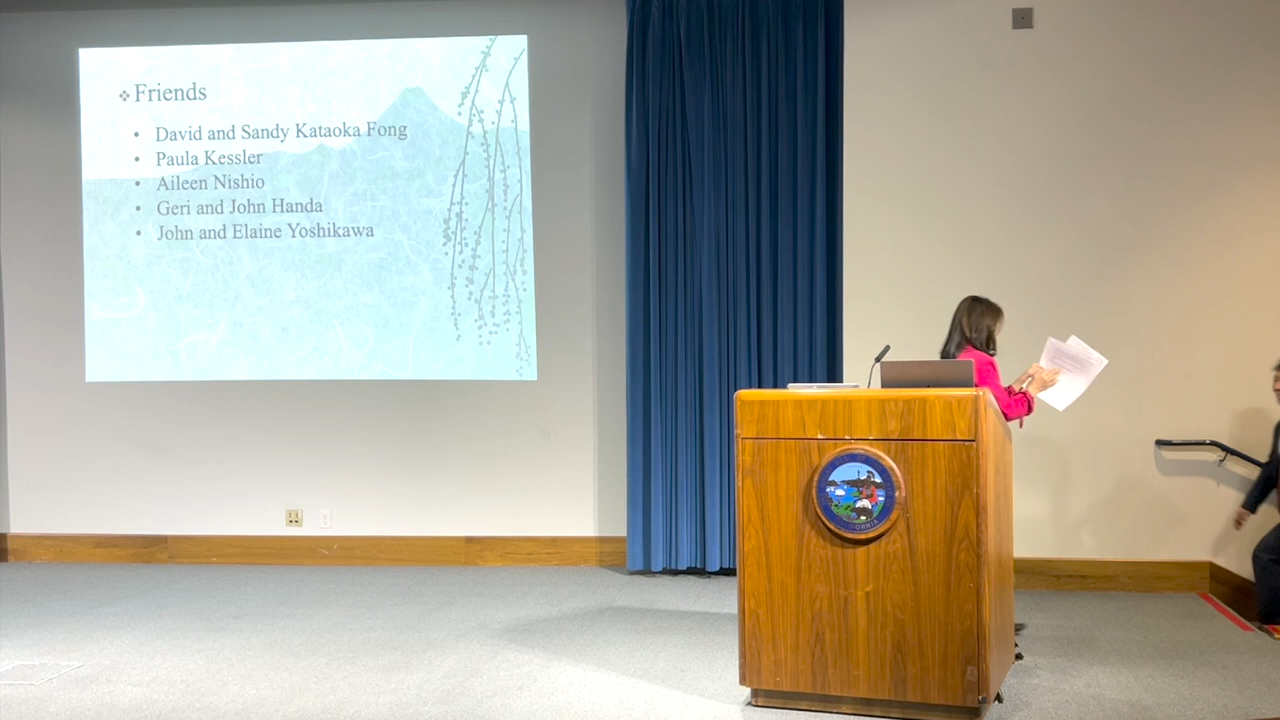 ❖ Friends
• David and Sandy Kataoka Fong
• Paula Kessler
• Aileen Nishio
• Geri and John Handa
• John and Elaine Yoshikawa